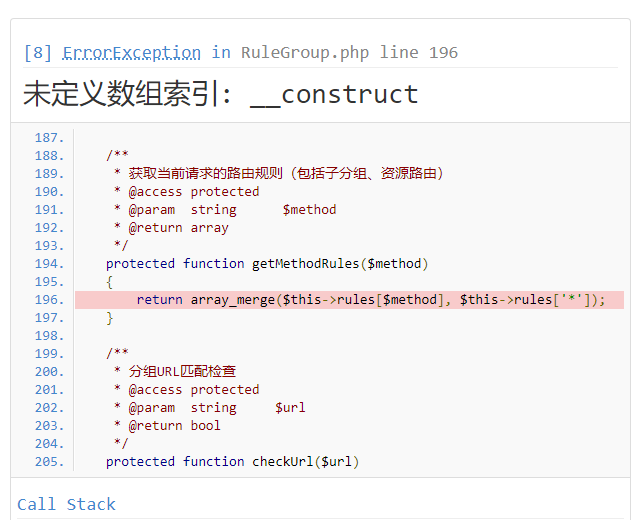 [8] ErrorException in RuleGroup.php line 196
未定义数组索引: __construct
187.
188. /**
189. * 获取当前请求的路由规则（包括子分组、资源路由）
190. * @access protected
191. * @param  string      $method
192. * @return array
193. */
194. protected function getMethodRules($method)
195. {
196. return array_merge($this->rules[$method], $this->rules['*']);
197. }
198.
199. /**
200. * 分组URL匹配检查
201. * @access protected
202. * @param  string     $url
203. * @return bool
204. */
205. protected function checkUrl($url)
Call Stack